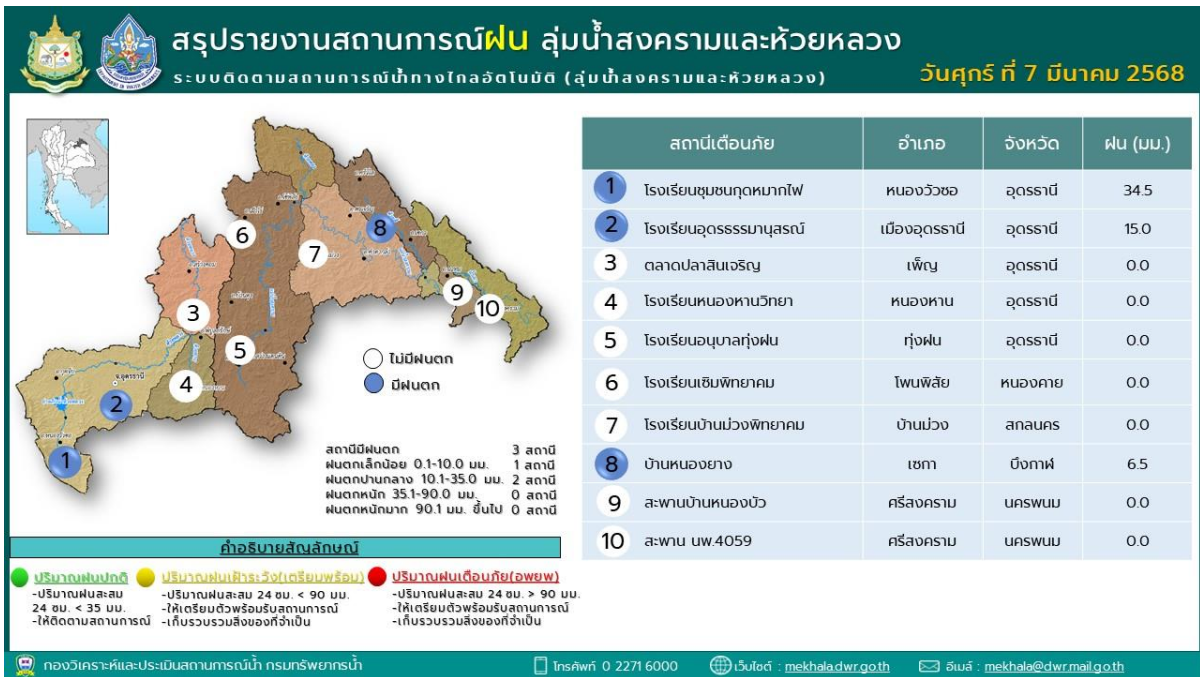 สรุปรายงานสถานการณ์ฝน ลุ่มน้ำสงครามและห้วยหลวง
ระบบติดตามสถานการณ์น้ำทางไกลอัตโนมัติ (ลุ่มน้ำสงครามและห้วยหลวง)
วันศุกร์ ที่ 7 มีนาคม 2568
6
8
7
3
9
10
5
4
2
1
ไม่มีฝนตก
มีฝนตก
สถานีมีฝนตก 3 สถานี
ฝนตกเล็กน้อย 0.1-10.0 มม. 1 สถานี
ฝนตกปานกลาง 10.1-35.0 มม. 2 สถานี
ฝนตกหนัก 35.1-90.0 มม. 0 สถานี
ฝนตกหนักมาก 90.1 มม. ขึ้นไป 0 สถานี
สถานีเตือนภัย อำเภอ จังหวัด ฝน (มม.)
1 โรงเรียนชุมชนกุดหมากไฟ หนองวัวซอ อุดรธานี 34.5
2 โรงเรียนอุดรธรรมานุสรณ์ เมืองอุดรธานี อุดรธานี 15.0
3 ตลาดปลาสินเจริญ เพ็ญ อุดรธานี 0.0
4 โรงเรียนหนองหานวิทยา หนองหาน อุดรธานี 0.0
5 โรงเรียนอนุบาลทุ่งฝน ทุ่งฝน อุดรธานี 0.0
6 โรงเรียนเซิมพิทยาคม โพนพิสัย หนองคาย 0.0
7 โรงเรียนบ้านม่วงพิทยาคม บ้านม่วง สกลนคร 0.0
8 บ้านหนองยาง เซกา บึงกาฬ 6.5
9 สะพานบ้านหนองบัว ศรีสงคราม นครพนม 0.0
10 สะพาน นพ.4059 ศรีสงคราม นครพนม 0.0
คำอธิบายสัญลักษณ์
ปริมาณฝนปกติ
-ปริมาณฝนสะสม
24 ชม. < 35 มม.
-ให้ติดตามสถานการณ์
ปริมาณฝนเฝ้าระวัง(เตรียมพร้อม)
-ปริมาณฝนสะสม 24 ชม. < 90 มม.
-ให้เตรียมตัวพร้อมรับสถานการณ์
-เก็บรวบรวมสิ่งของที่จำเป็น
ปริมาณฝนเตือนภัย(อพยพ)
-ปริมาณฝนสะสม 24 ชม. > 90 มม.
-ให้เตรียมตัวพร้อมรับสถานการณ์
-เก็บรวบรวมสิ่งของที่จำเป็น
กองวิเคราะห์และประเมินสถานการณ์น้ำ กรมทรัพยากรน้ำ
โทรศัพท์ 0 2271 6000
เว็บไซต์ : mekhala.dwr.go.th
อีเมล์ : mekhala@dwr.mail.go.th